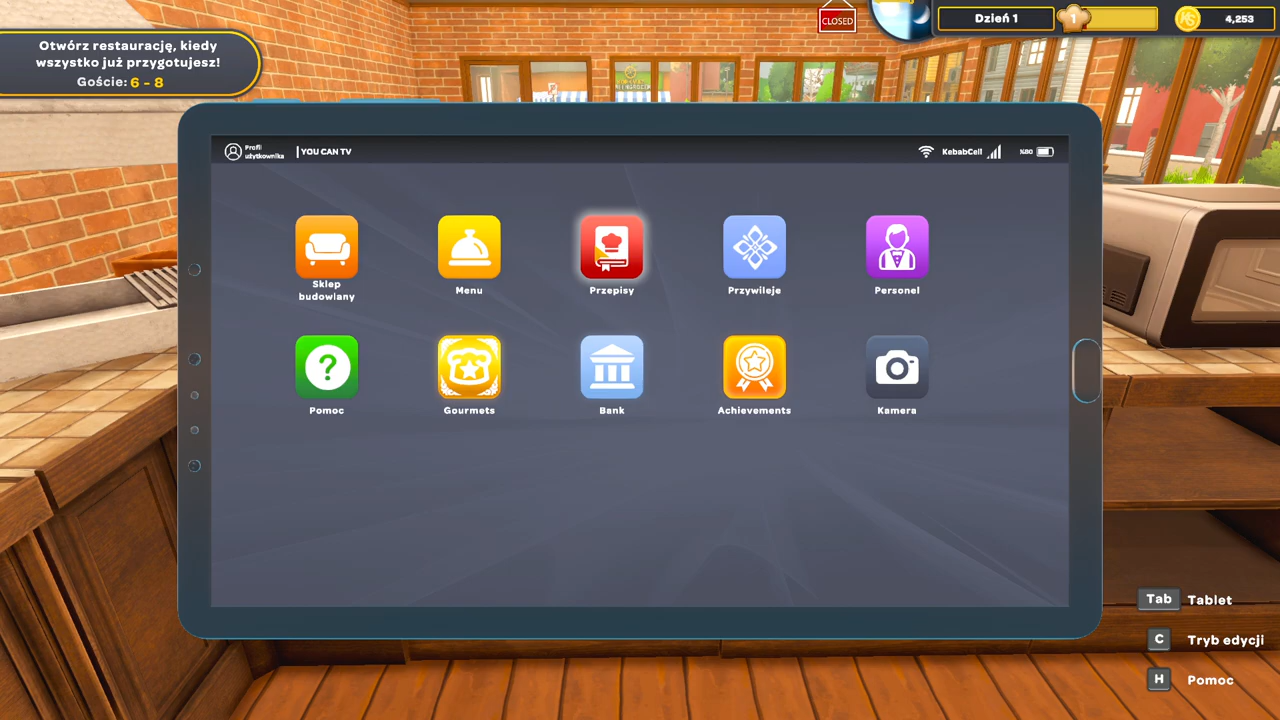 CLOSED
Dzień 1
1
4,253
Otwórz restaurację, kiedy
wszystko już przygotujesz!
Goście: 6 - 8
Profil
użytkownika
YOU CAN TV
KebabCell
%80
Sklep
budowlany
Menu
Przepisy
Przywileje
Personel
?
Pomoc
Gourmets
Bank
Achievements
Kamera
Tab Tablet
C Tryb edycji
H Pomoc